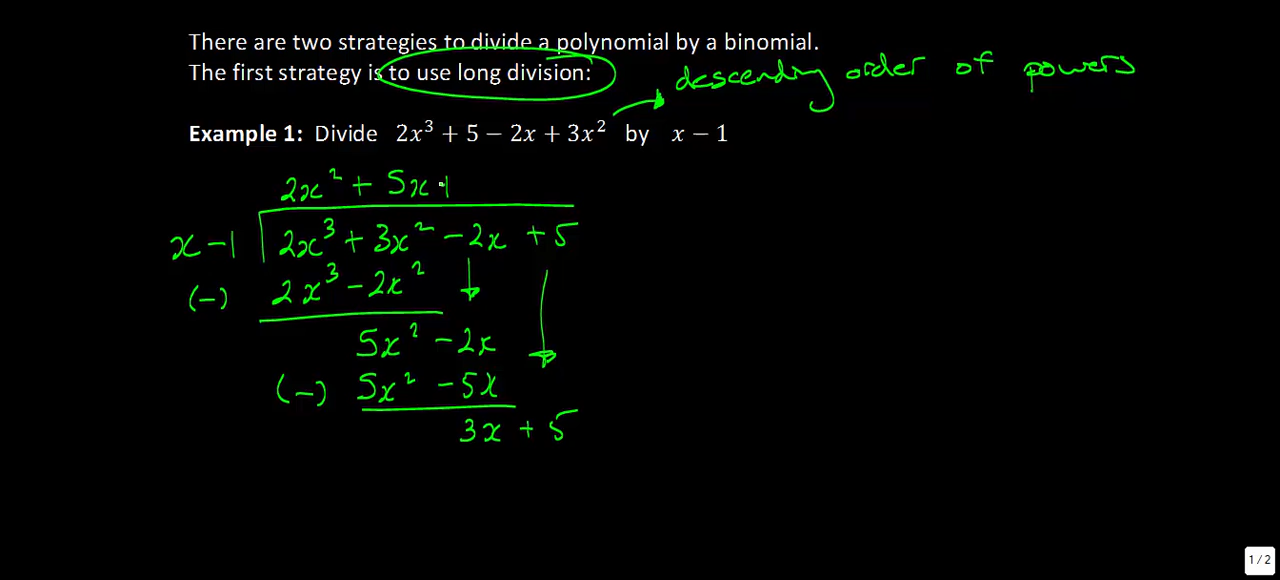 There are two strategies to divide a polynomial by a binomial.
The first strategy is to use long division:
descending order of powers
Example 1: Divide 2x³ + 5 − 2x + 3x² by x − 1
2x² + 5x +
x − 1 2x³ + 3x² − 2x + 5
(−) 2x³ − 2x²
5x² − 2x
(−) 5x² − 5x
3x + 5
1 / 2